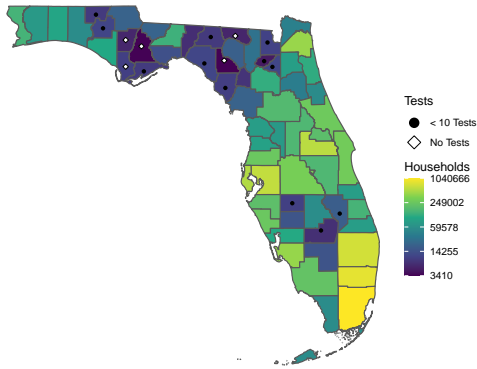 Tests
< 10 Tests
No Tests
Households
1040666
249002
59578
14255
3410